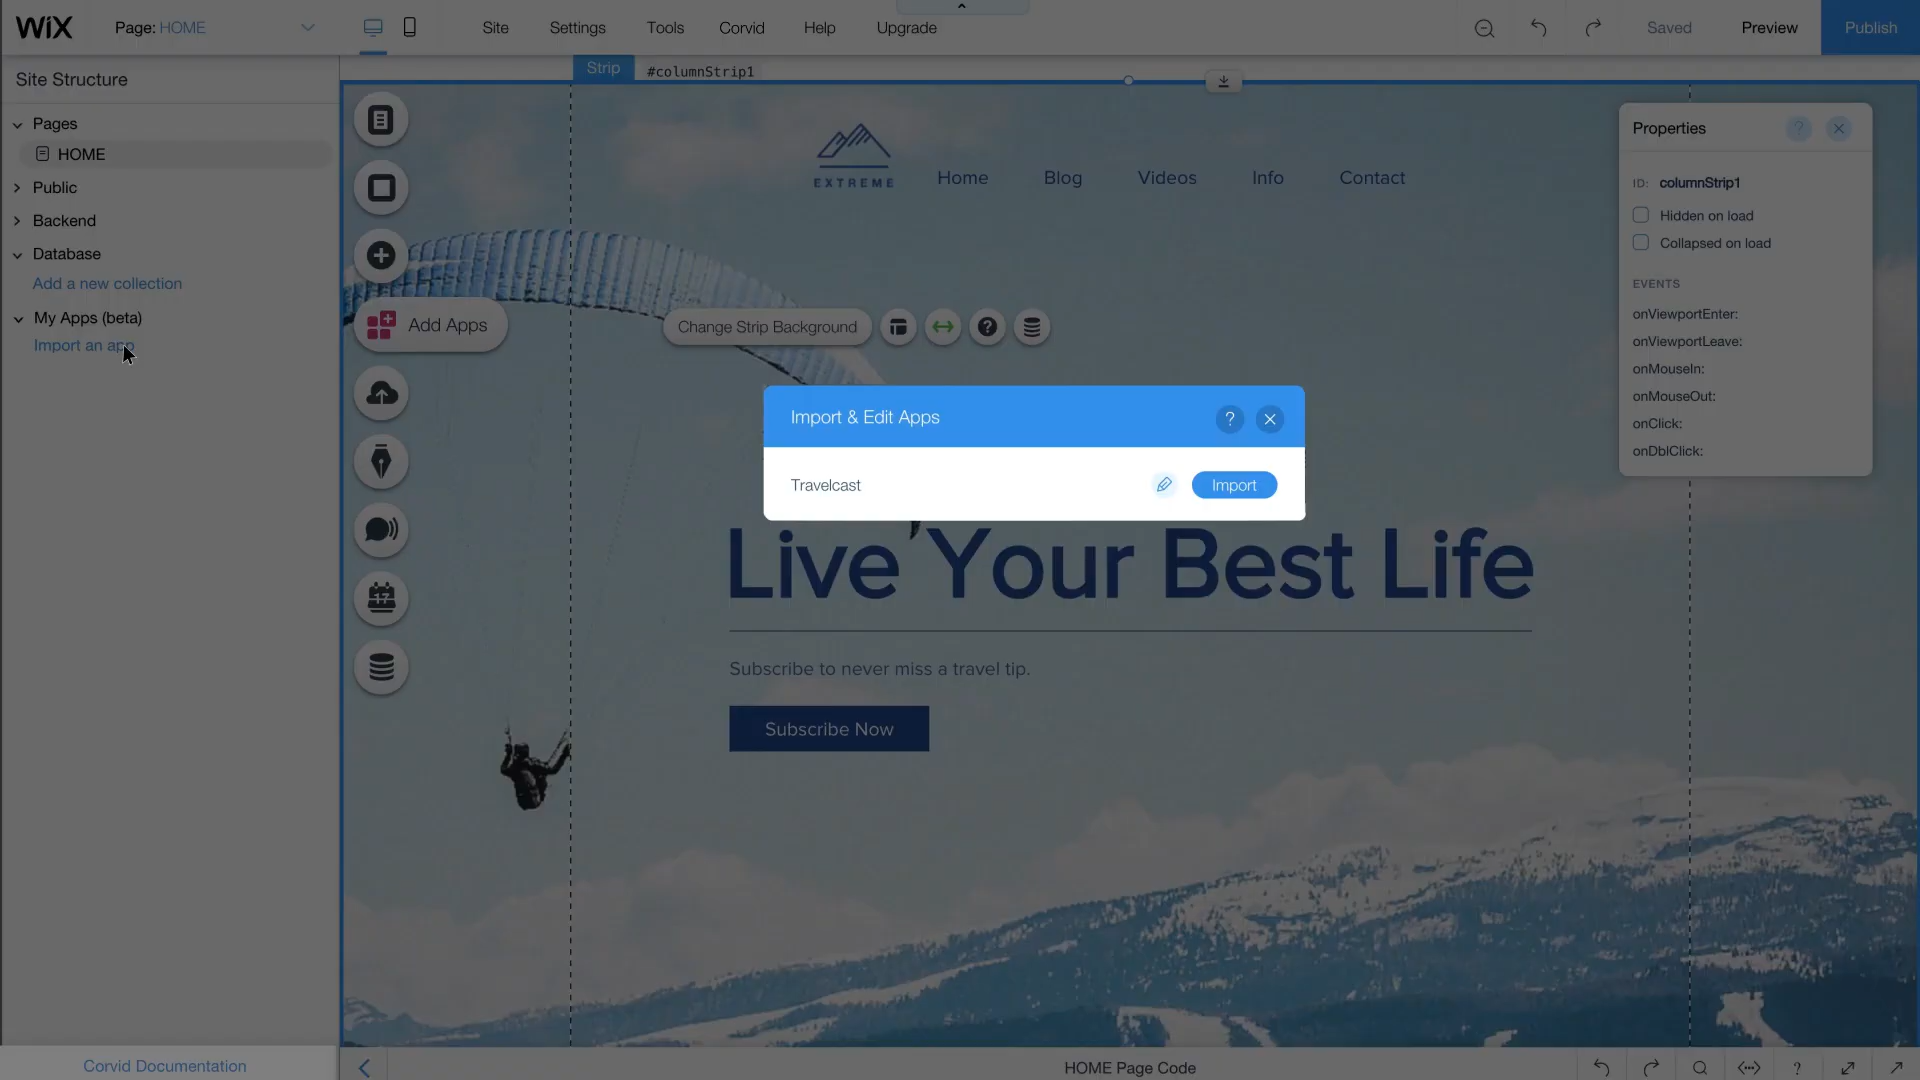 WiX
Page: HOME
Site
Settings
Tools
Corvid
Help
Upgrade
Saved
Preview
Publish
Site Structure
Pages
HOME
Public
Backend
Database
Add a new collection
My Apps (beta)
Import an app
Corvid Documentation
Strip
#columnStrip1
Add Apps
17
EXTREME
Home
Blog
Videos
Info
Contact
Change Strip Background
?
Import & Edit Apps
?
Travelcast
Import
Live Your Best Life
Subscribe to never miss a travel tip.
Subscribe Now
Properties
?
ID: columnStrip1
Hidden on load
Collapsed on load
EVENTS
onViewportEnter:
onViewportLeave:
onMouseIn:
onMouseOut:
onClick:
onDblClick:
HOME Page Code
?